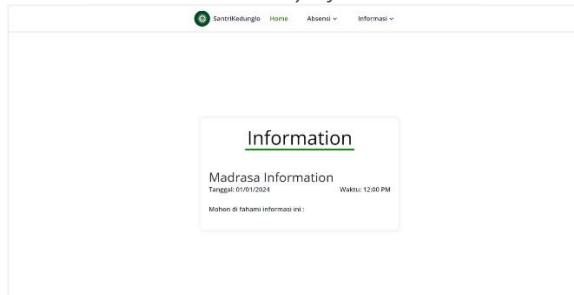 SantriKedunglo Home Absensi Informasi
Information
Madrasa Information
Tanggal: 01/01/2024 Waktu: 12:00 PM
Mohon di fahami informasi ini :